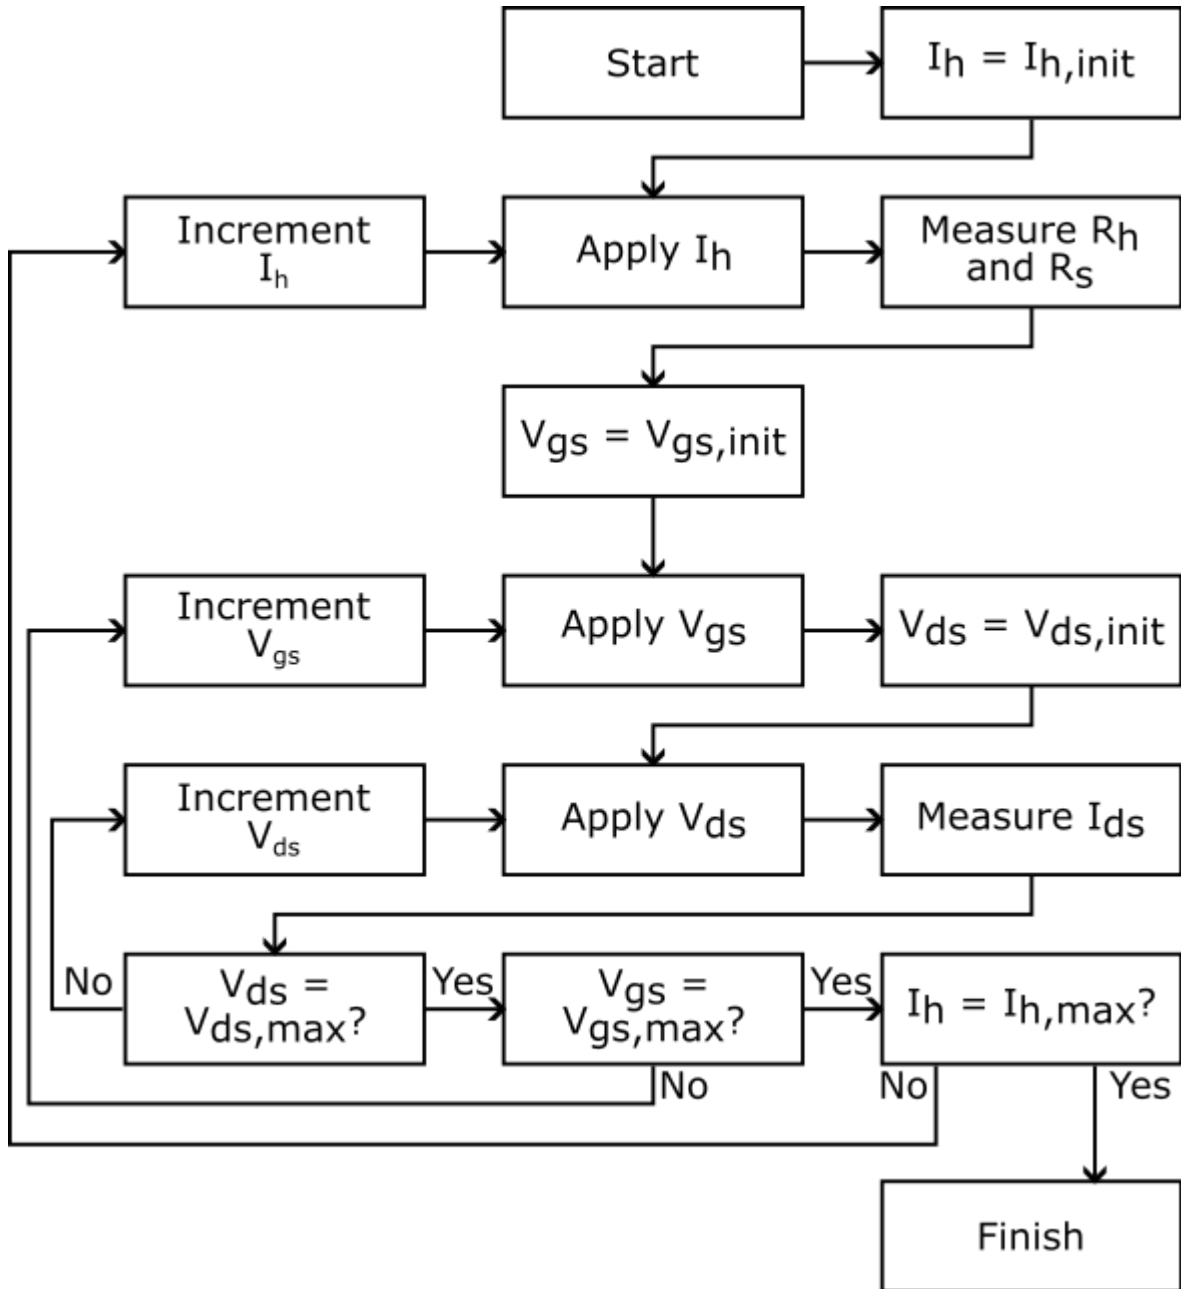 Start
Ih = Ih,init
Increment
Ih
Apply Ih
Measure Rh
and Rs
Vgs = Vgs,init
Increment
Vgs
Apply Vgs
Vds = Vds,init
Increment
Vds
Apply Vds
Measure Ids
No
Vds =
Vds,max?
Yes
Vgs =
Vgs,max?
Yes
Ih = Ih,max?
No
No
Yes
Finish